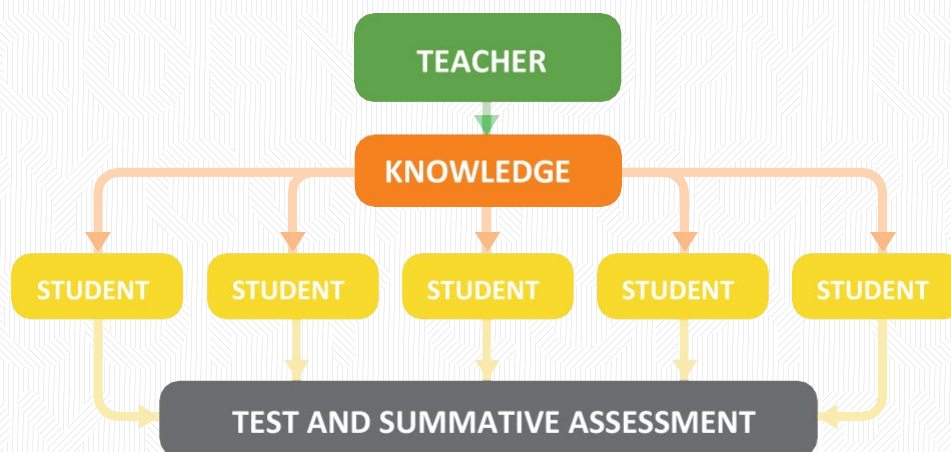 TEACHER
KNOWLEDGE
STUDENT
STUDENT
STUDENT
STUDENT
STUDENT
TEST AND SUMMATIVE ASSESSMENT